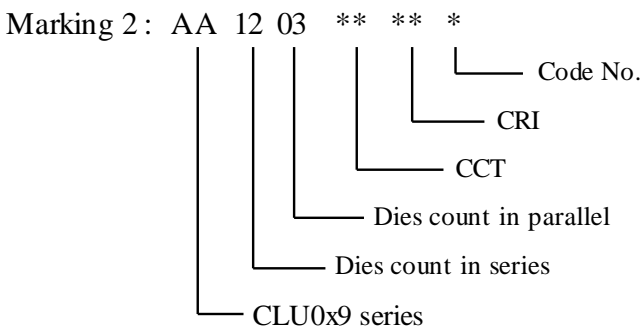 Marking 2 : AA 12 03 ** ** *
Code No.
CRI
CCT
Dies count in parallel
Dies count in series
CLU0x9 series